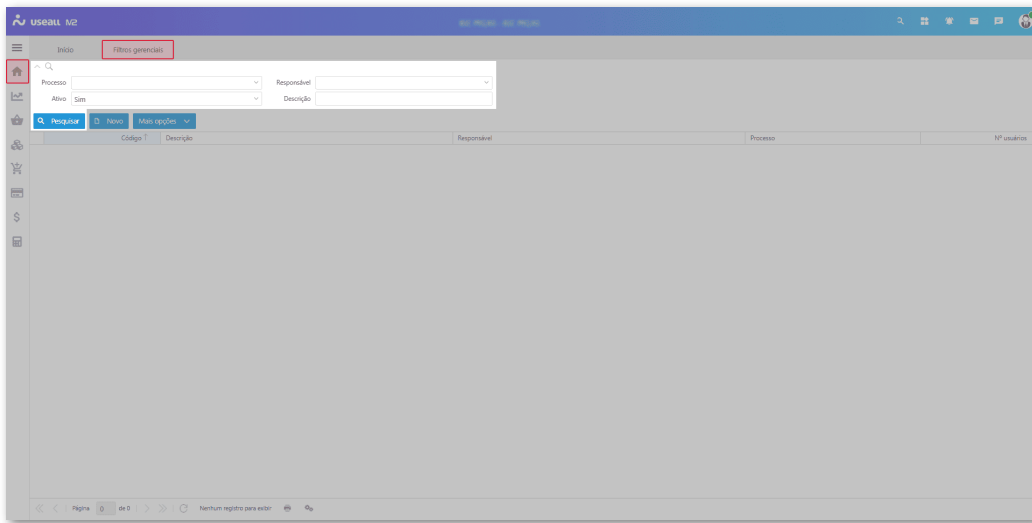 useall M2
Início Filtros gerenciais
Processo Responsável
Ativo Sim Descrição
Pesquisar Novo Mais opções
Código Descrição Responsável Processo Nº usuários
Página 0 de 0 Nenhum registro para exibir